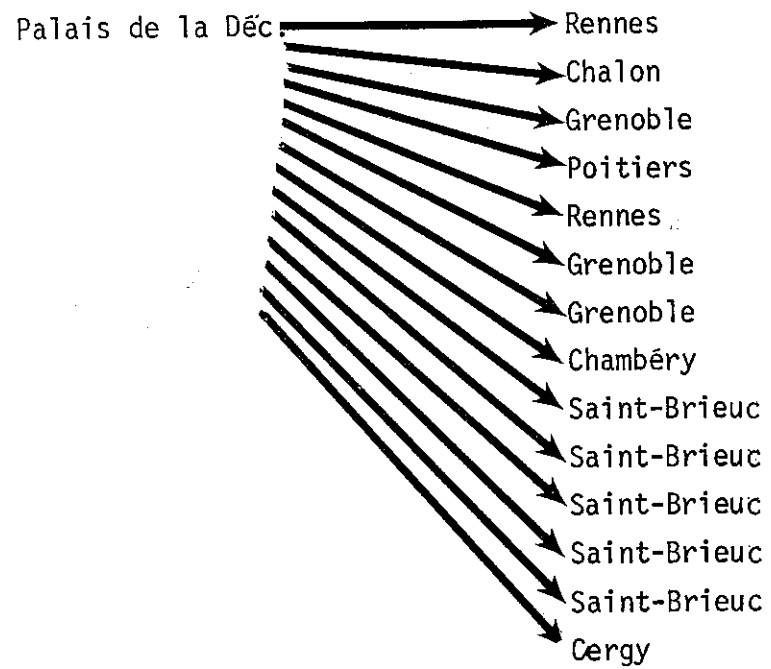 Palais de la Déc.
Rennes
Chalon
Grenoble
Poitiers
Rennes
Grenoble
Grenoble
Chambéry
Saint-Brieuc
Saint-Brieuc
Saint-Brieuc
Saint-Brieuc
Saint-Brieuc
Cergy